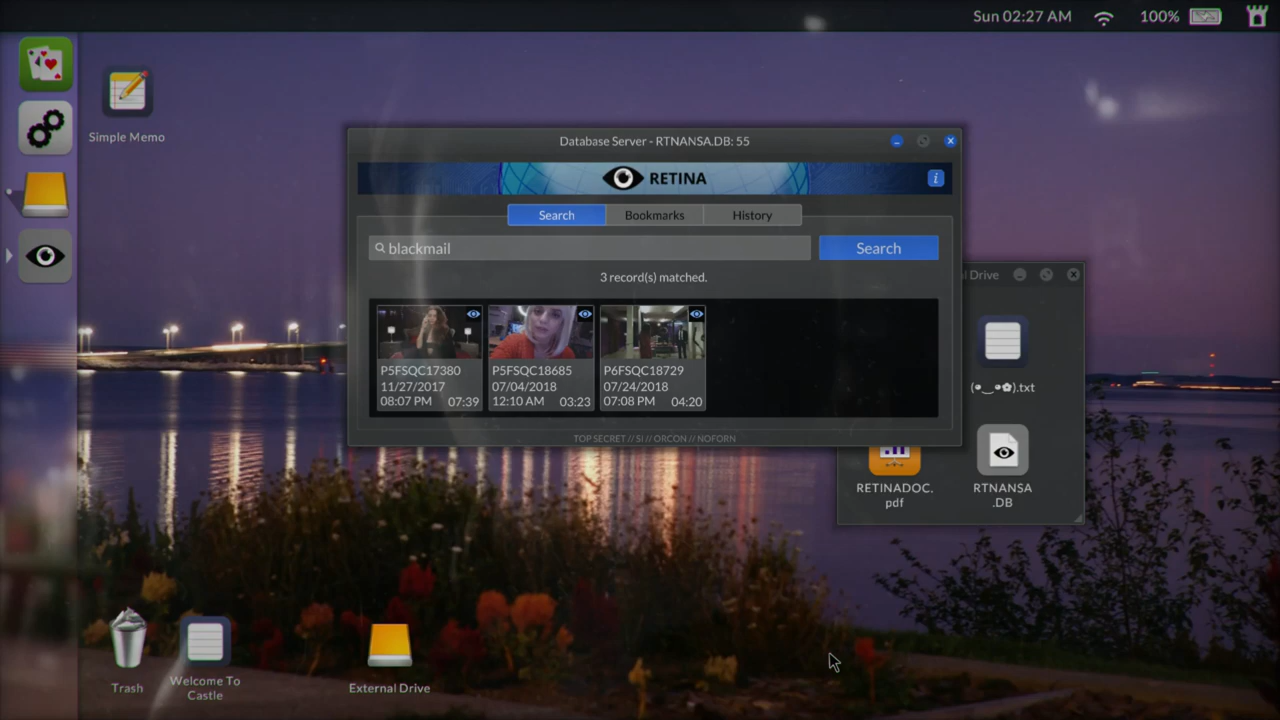 Sun 02:27 AM
100%
Simple Memo
Database Server - RTNANSA.DB: 55
RETINA
i
Search
Bookmarks
History
blackmail
Search
3 record(s) matched.
P5FSQC17380
11/27/2017
08:07 PM 07:39
P5FSQC18685
07/04/2018
12:10 AM 03:23
P6FSQC18729
07/24/2018
07:08 PM 04:20
TOP SECRET // SI // ORCON // NOFORN
Drive
(•‿•✿).txt
RETINADOC.
pdf
RTNANSA
.DB
Trash
Welcome To
Castle
External Drive